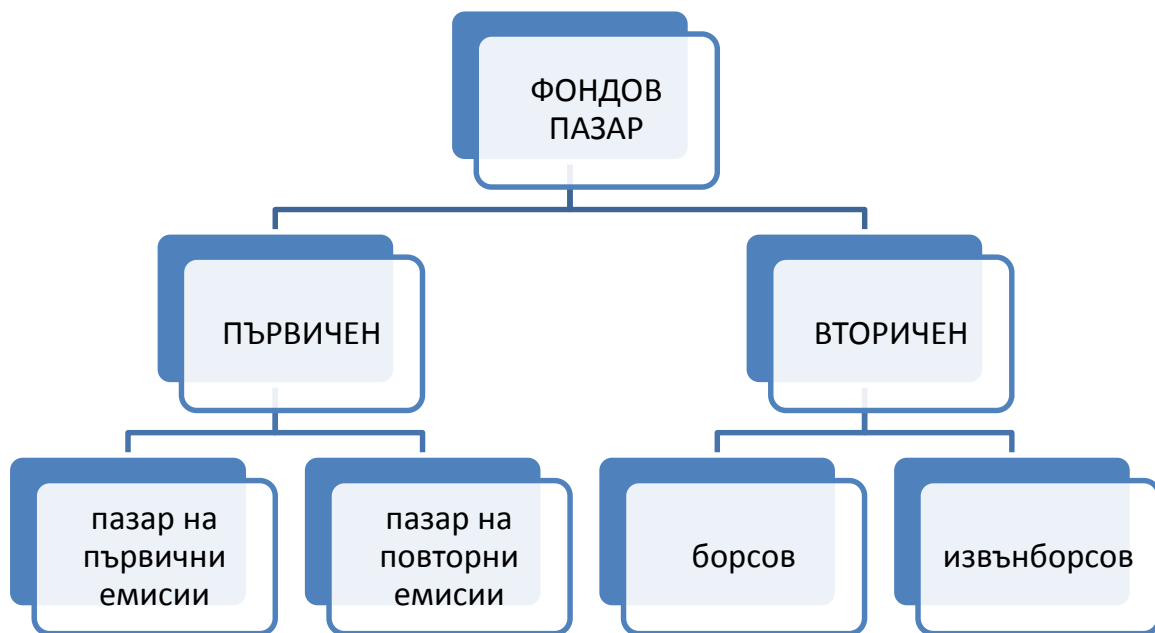 ФОНДОВ
ПАЗАР
ПЪРВИЧЕН
ВТОРИЧЕН
пазар на
първични
емисии
пазар на
повторни
емисии
борсов
извънборсов